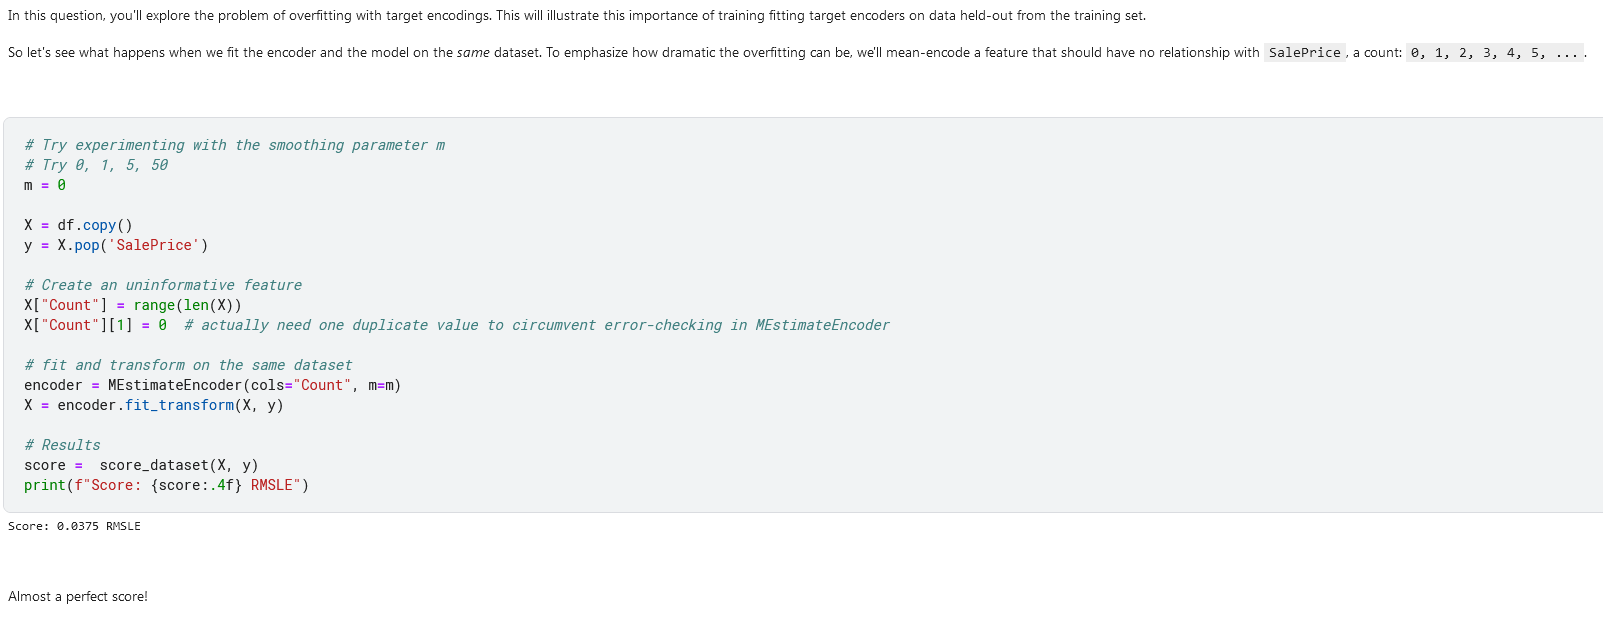 In this question, you'll explore the problem of overfitting with target encodings. This will illustrate this importance of training fitting target encoders on data held-out from the training set.
So let's see what happens when we fit the encoder and the model on the same dataset. To emphasize how dramatic the overfitting can be, we'll mean-encode a feature that should have no relationship with SalePrice, a count: 0, 1, 2, 3, 4, 5, ....
# Try experimenting with the smoothing parameter m
# Try 0, 1, 5, 50
m = 0
X = df.copy()
y = X.pop('SalePrice')
# Create an uninformative feature
X["Count"] = range(len(X))
X["Count"][1] = 0  # actually need one duplicate value to circumvent error-checking in MEstimateEncoder
# fit and transform on the same dataset
encoder = MEstimateEncoder(cols="Count", m=m)
X = encoder.fit_transform(X, y)
# Results
score =  score_dataset(X, y)
print(f"Score: {score:.4f} RMSLE")
Score: 0.0375 RMSLE
Almost a perfect score!